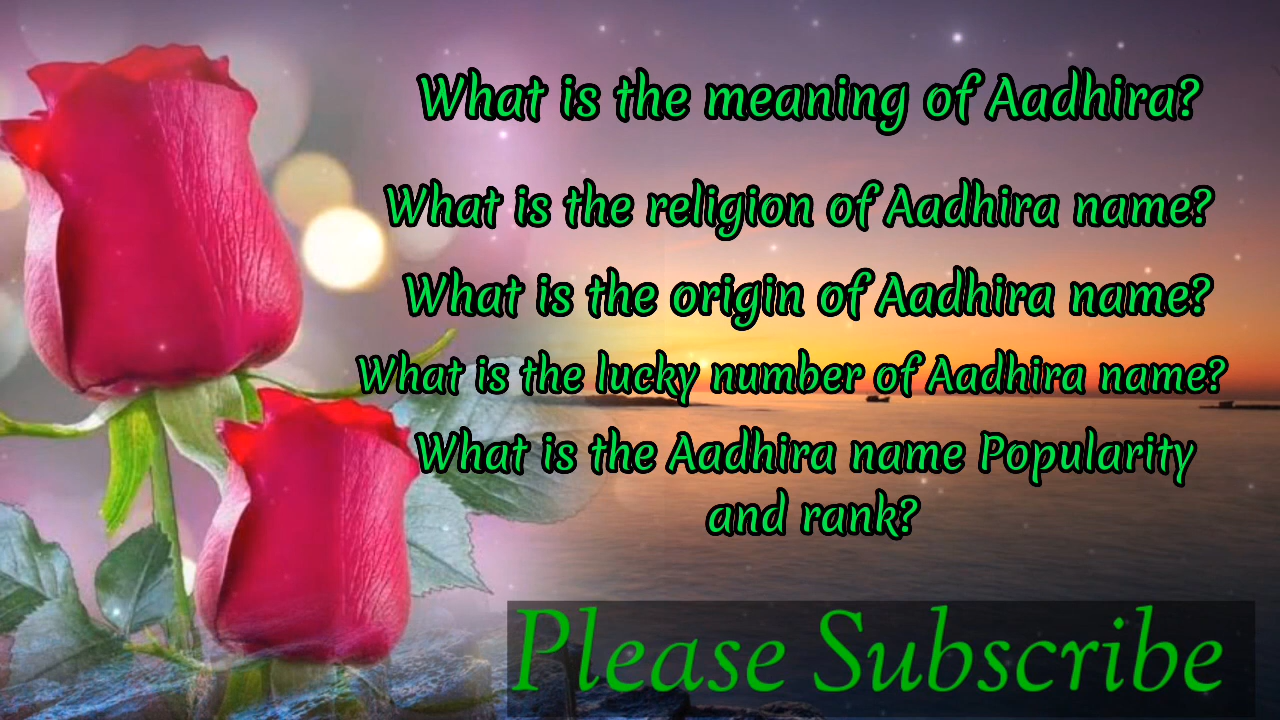 What is the meaning of Aadhira?
What is the religion of Aadhira name?
What is the origin of Aadhira name?
What is the lucky number of Aadhira name?
What is the Aadhira name Popularity
and rank?
Please Subscribe